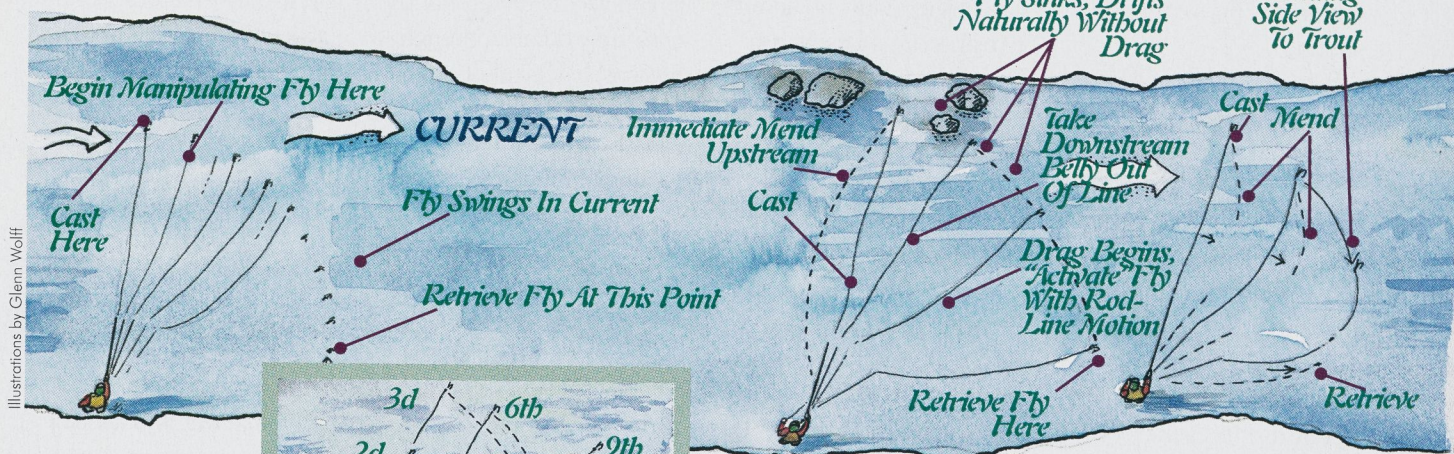 Begin Manipulating Fly Here
CURRENT
Cast
Here
Fly Swings In Current
Retrieve Fly At This Point
Illustrations by Glenn Wolff
3d
6th
2d
9th
Fly Sinks, Drifts
Naturally Without
Drag
Immediate Mend
Upstream
Cast
Take
Downstream
Belly Out
Of Line
Drag Begins,
"Activate" Fly
With Rod-
Line Motion
Retrieve Fly
Here
Side View
To Trout
Cast
Mend
Retrieve